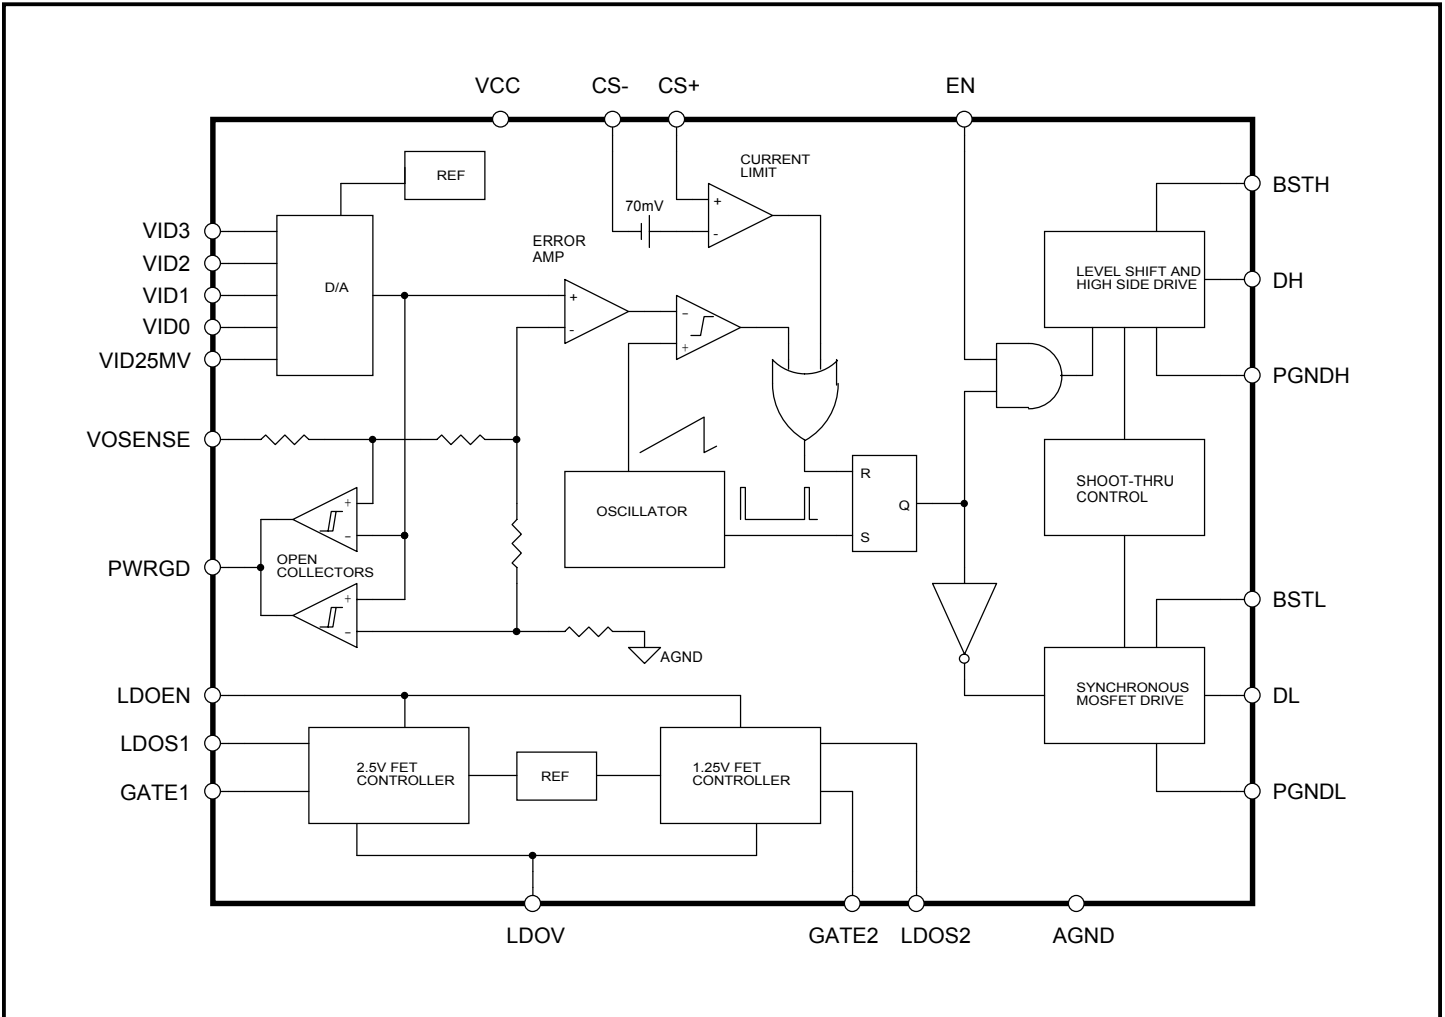 VCC CS- CS+ EN
CURRENT
LIMIT
REF
BSTH
70mV
+
-
VID3
VID2
VID1
VID0
VID25MV
D/A
ERROR
AMP
+
-
-
+
LEVEL SHIFT AND
HIGH SIDE DRIVE
DH
PGNDH
VOSENSE
+
-
OPEN
COLLECTORS
PWRGD
+
-
AGND
OSCILLATOR
R
Q
S
SHOOT-THRU
CONTROL
BSTL
SYNCHRONOUS
MOSFET DRIVE
DL
PGNDL
LDOEN
LDOS1
GATE1
2.5V FET
CONTROLLER
REF
1.25V FET
CONTROLLER
LDOV GATE2 LDOS2 AGND